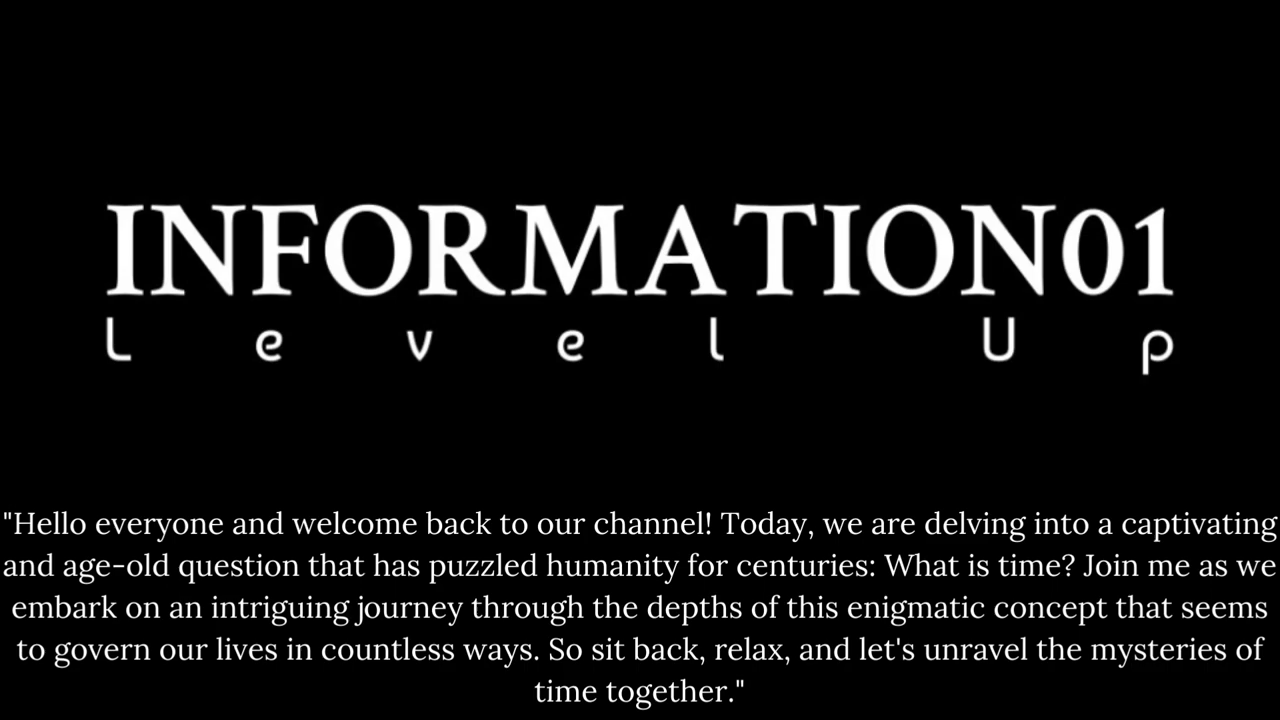 INFORMATION01
Level Up
"Hello everyone and welcome back to our channel! Today, we are delving into a captivating
and age-old question that has puzzled humanity for centuries: What is time? Join me as we
embark on an intriguing journey through the depths of this enigmatic concept that seems
to govern our lives in countless ways. So sit back, relax, and let's unravel the mysteries of
time together."